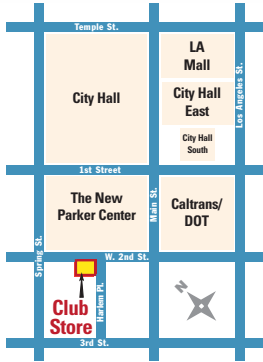 Temple St.
LA
Mall
City Hall
City Hall
East
City Hall
South
Los Angeles St.
1st Street
The New
Parker Center
Main St.
Caltrans/
DOT
Spring St.
W. 2nd St.
Harlem Pl.
N
Club
Store
3rd St.